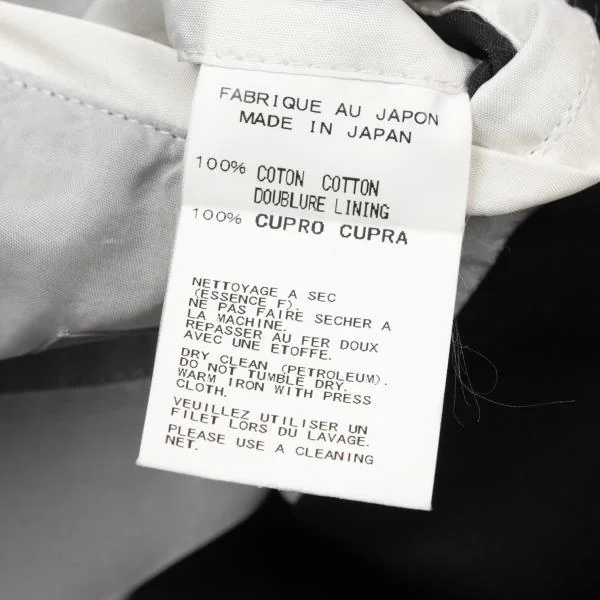 FABRIQUE AU JAPON
MADE IN JAPAN
100% COTON COTTON
DOUBLURE LINING
100% CUPRO CUPRA
NETTOYAGE A SEC
(ESSENCE F).
NE PAS FAIRE SECHER A
LA MACHINE.
REPASSER AU FER DOUX
AVEC UNE ETOFFE.
DRY CLEAN (PETROLEUM).
DO NOT TUMBLE DRY.
WARM IRON WITH PRESS
CLOTH.
VEUILLEZ UTILISER UN
FILET LORS DU LAVAGE.
PLEASE USE A CLEANING
NET.